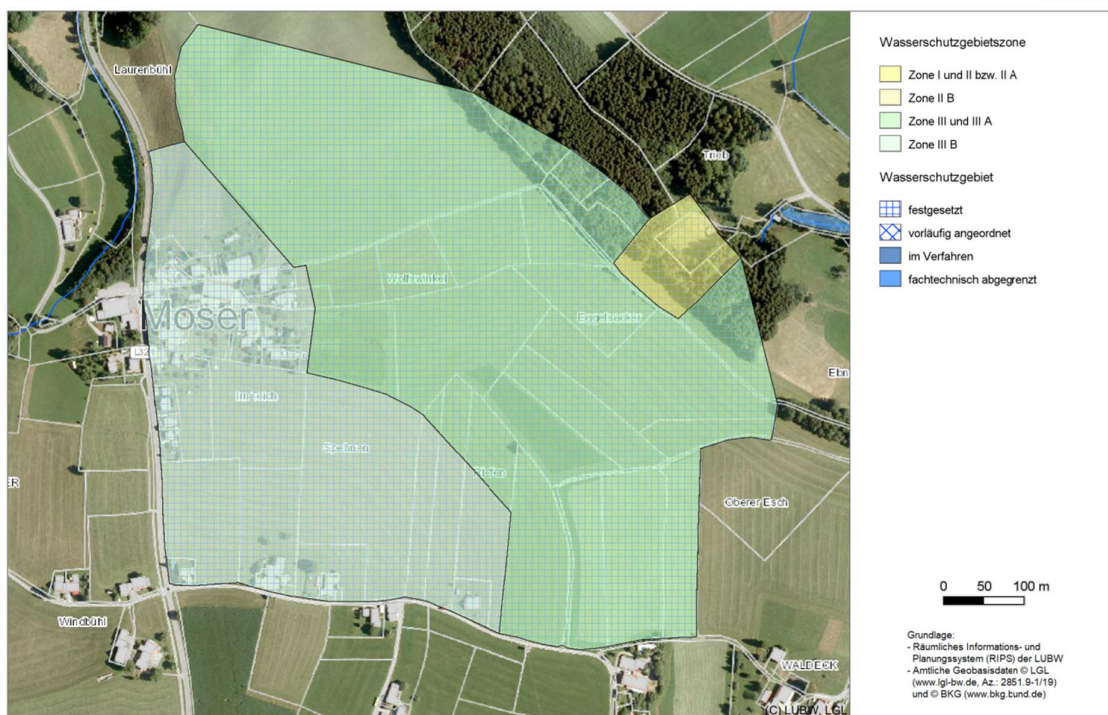 Laurenbühl
Trieb
Moser
Im Teich
Spehnen
Oberer Esch
Ebn
ER
Windbühl
WALDECK
(C) LUBW, LGL
Wasserschutzgebietszone
Zone I und II bzw. II A
Zone II B
Zone III und III A
Zone III B
Wasserschutzgebiet
festgesetzt
vorläufig angeordnet
im Verfahren
fachtechnisch abgegrenzt
0 50 100 m
Grundlage:
- Räumliches Informations- und
Planungssystem (RIPS) der LUBW
- Amtliche Geobasisdaten © LGL
(www.lgl-bw.de, Az.: 2851.9-1/19)
und © BKG (www.bkg.bund.de)